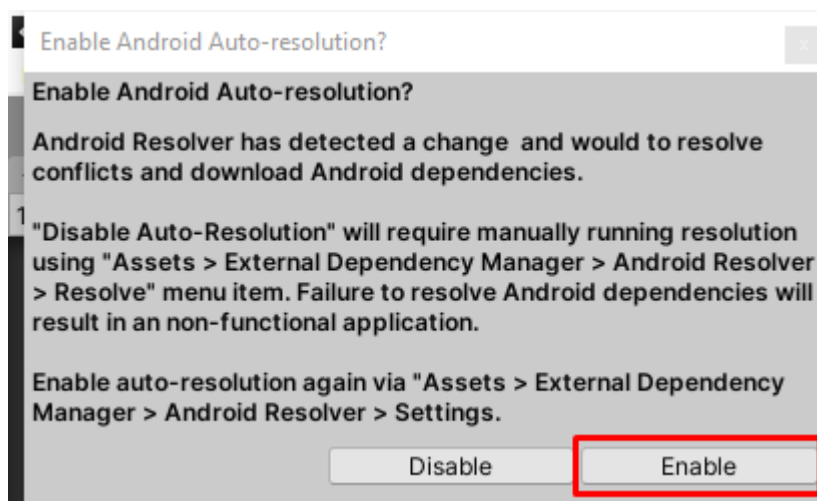 Enable Android Auto-resolution?
Enable Android Auto-resolution?
Android Resolver has detected a change  and would to resolve
conflicts and download Android dependencies.
"Disable Auto-Resolution" will require manually running resolution
using "Assets > External Dependency Manager > Android Resolver
> Resolve" menu item. Failure to resolve Android dependencies will
result in an non-functional application.
Enable auto-resolution again via "Assets > External Dependency
Manager > Android Resolver > Settings.
Disable
Enable